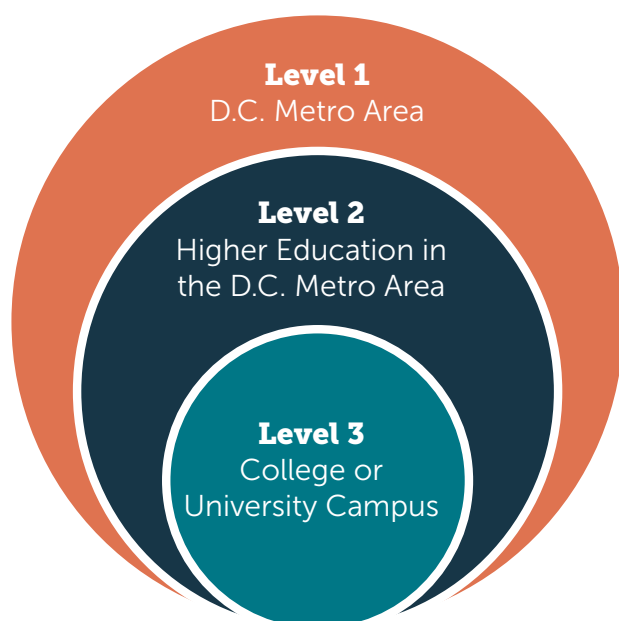 Level 1
D.C. Metro Area
Level 2
Higher Education in
the D.C. Metro Area
Level 3
College or
University Campus